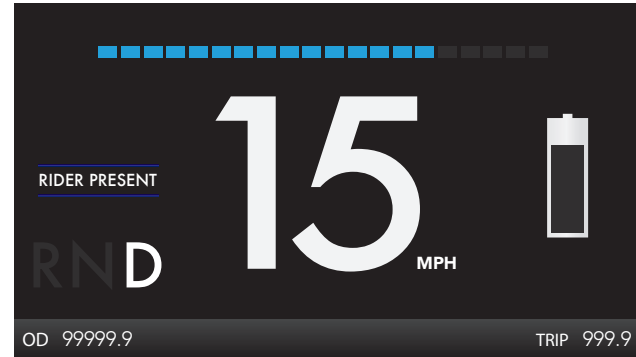 15
MPH
RIDER PRESENT
RND
OD 99999.9
TRIP 999.9